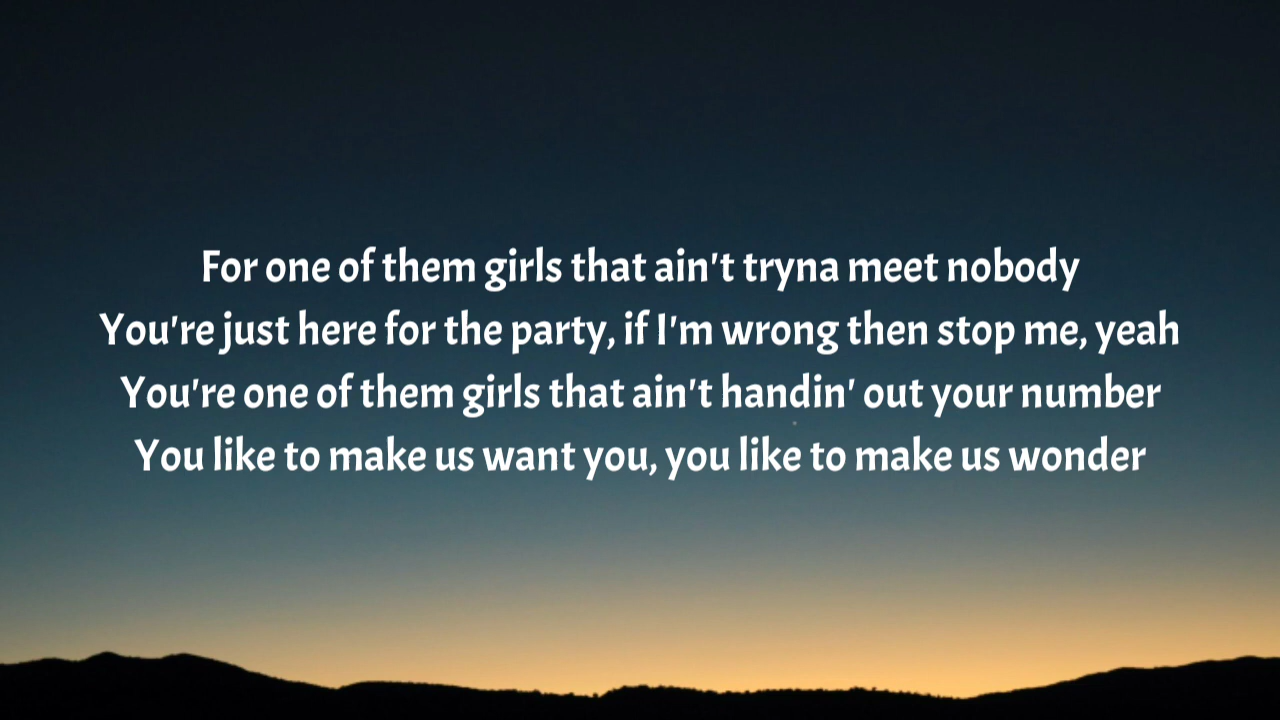 For one of them girls that ain't tryna meet nobody
You're just here for the party, if I'm wrong then stop me, yeah
You're one of them girls that ain't handin' out your number
You like to make us want you, you like to make us wonder